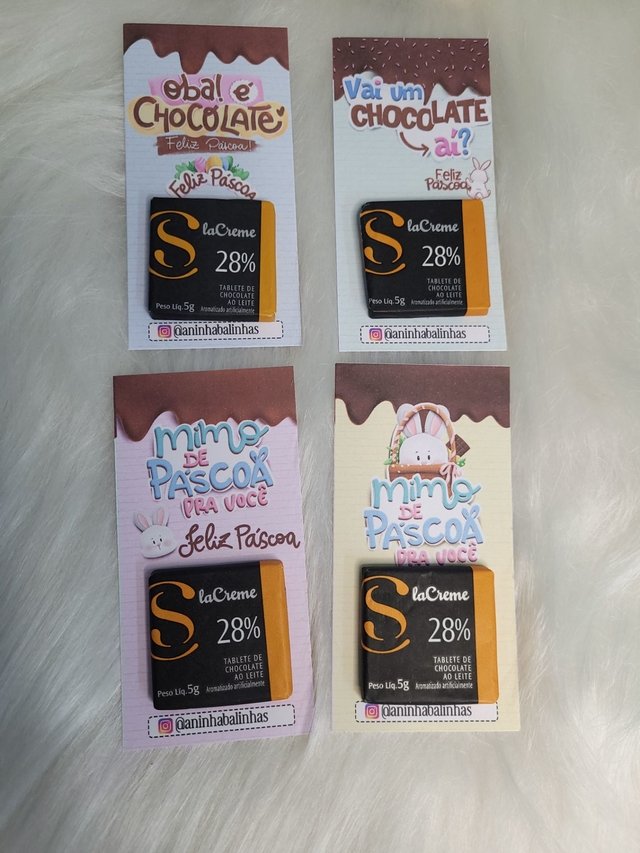 oba! é
CHOCOLATE
Feliz Páscoa!
Feliz Páscoa
S laCreme
28%
TABLETE DE
CHOCOLATE
AO LEITE
Peso Líq. 5g Aromatizado artificialmente
@aninhabalinhas
Vai um
CHOCOLATE
aí?
Feliz
Páscoa
S laCreme
28%
TABLETE DE
CHOCOLATE
AO LEITE
Peso Líq. 5g Aromatizado artificialmente
@aninhabalinhas
mimo
DE
PÁSCOA
PRA VOCÊ
Feliz Páscoa
S laCreme
28%
TABLETE DE
CHOCOLATE
AO LEITE
Peso Líq. 5g Aromatizado artificialmente
@aninhabalinhas
mimo
DE
PÁSCOA
PRA VOCÊ
S laCreme
28%
TABLETE DE
CHOCOLATE
AO LEITE
Peso Líq. 5g Aromatizado artificialmente
@aninhabalinhas